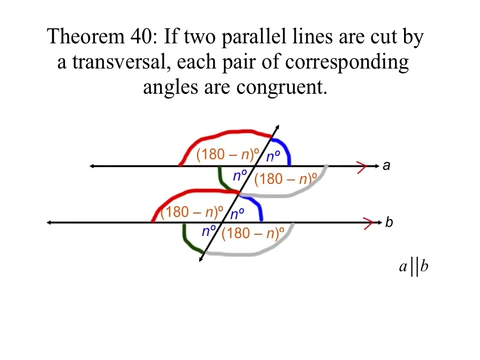 Theorem 40: If two parallel lines are cut by
a transversal, each pair of corresponding
angles are congruent.
(180 – n)º nº
a
nº (180 – n)º
(180 – n)º nº
b
nº (180 – n)º
a||b